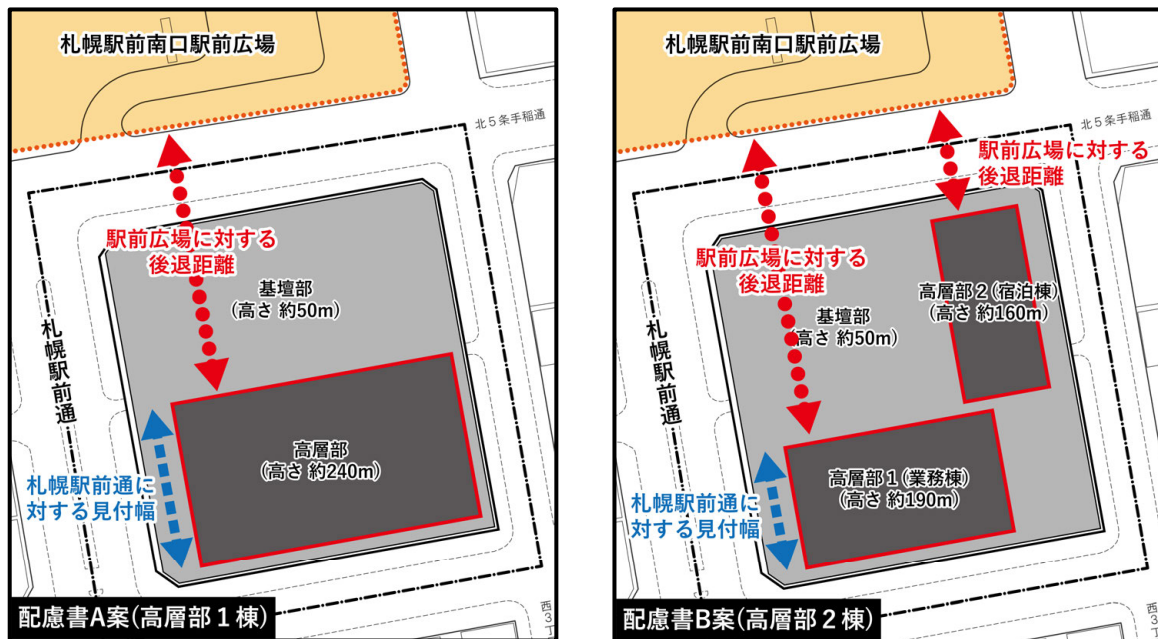 札幌駅前南口駅前広場
北5条手稲通
駅前広場に対する
後退距離
基壇部
(高さ 約50m)
札幌駅前通
高層部
(高さ 約240m)
札幌駅前通に
対する見付幅
西3
配慮書A案(高層部1棟)
札幌駅前南口駅前広場
北5条手稲通
駅前広場に対する
後退距離
駅前広場に対する
後退距離
高層部2(宿泊棟)
(高さ 約160m)
基壇部
(高さ 約50m)
札幌駅前通
高層部1(業務棟)
(高さ 約190m)
札幌駅前通に
対する見付幅
西3
配慮書B案(高層部2棟)